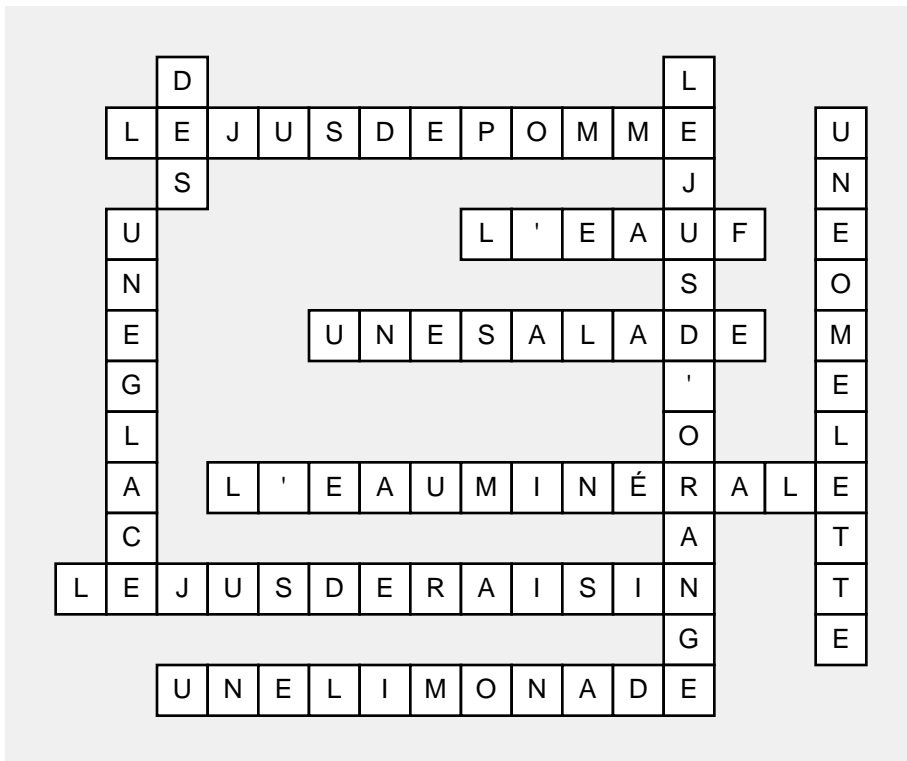 DES
LEJUSD'ORANGE
LEJUSDEPOMME
UNEOMELETTE
UNEGLACE
L'EAUF
UNESALADE
L'EAUMINÉRALE
LEJUSDERAISIN
UNELIMONADE